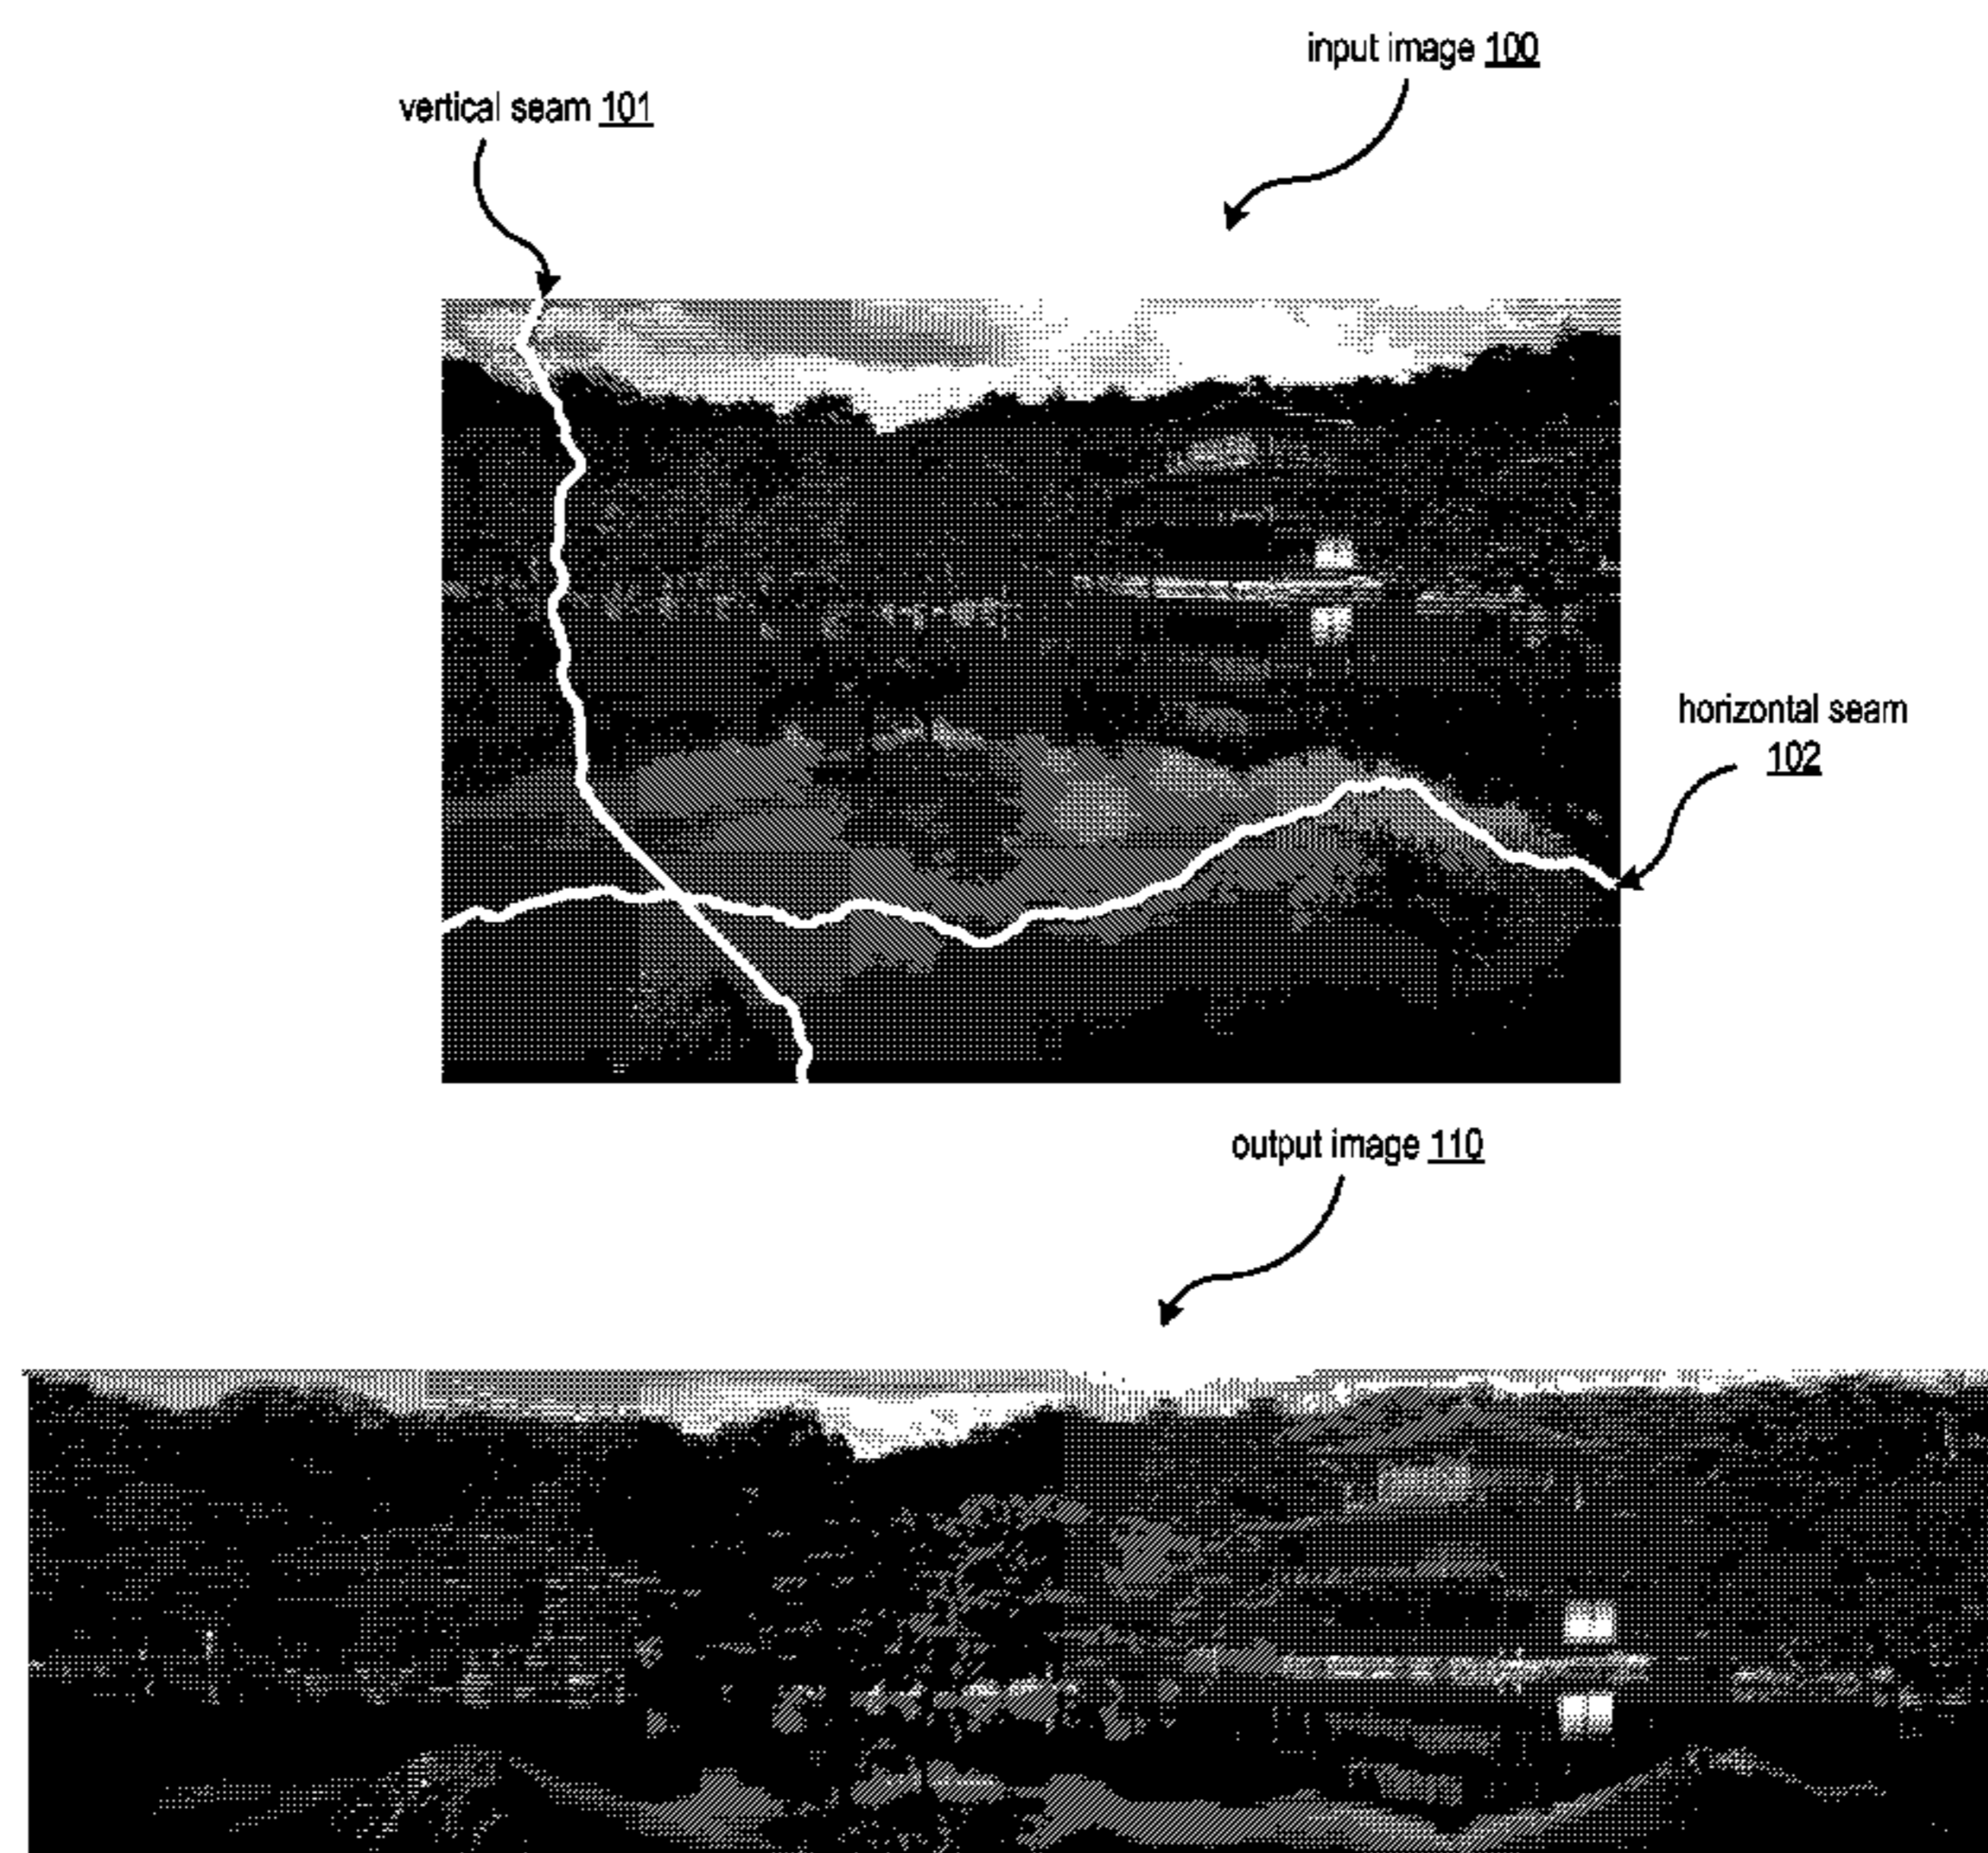 input image 100
vertical seam 101
horizontal seam
102
output image 110